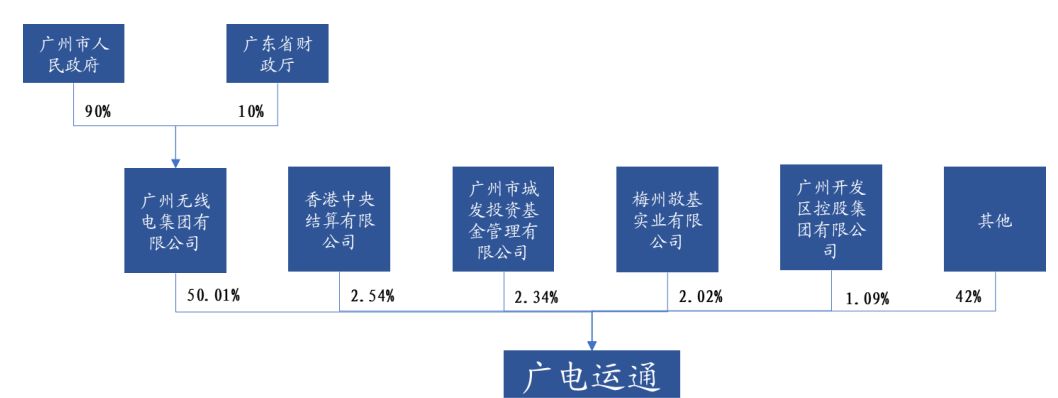 广州市人
民政府
广东省财
政厅
90%
10%
广州无线
电集团有
限公司
香港中央
结算有限
公司
广州市城
发投资基
金管理有
限公司
梅州敬基
实业有限
公司
广州开发
区控股集
团有限公
司
其他
50.01%
2.54%
2.34%
2.02%
1.09%
42%
广电运通